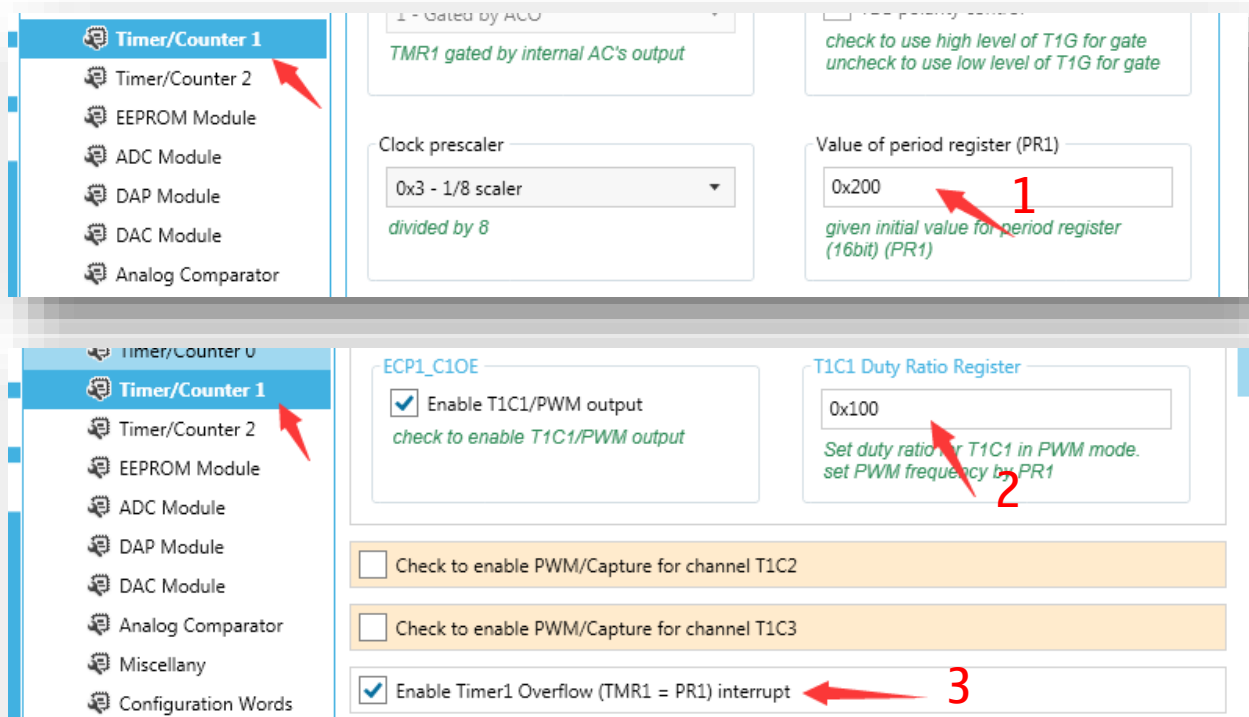 1 - Gated by ACO
Timer/Counter 1
TMR1 gated by internal AC's output
check to use high level of T1G for gate
uncheck to use low level of T1G for gate
Timer/Counter 2
EEPROM Module
ADC Module
DAP Module
DAC Module
Analog Comparator
Clock prescaler
0x3 - 1/8 scaler
divided by 8
Value of period register (PR1)
0x200
1
given initial value for period register
(16bit) (PR1)
Timer/Counter 0
Timer/Counter 1
Timer/Counter 2
EEPROM Module
ADC Module
DAP Module
DAC Module
Analog Comparator
Miscellany
Configuration Words
ECP1_C1OE
Enable T1C1/PWM output
check to enable T1C1/PWM output
T1C1 Duty Ratio Register
0x100
Set duty ratio for T1C1 in PWM mode.
set PWM frequency by PR1
2
Check to enable PWM/Capture for channel T1C2
Check to enable PWM/Capture for channel T1C3
Enable Timer1 Overflow (TMR1 = PR1) interrupt
3